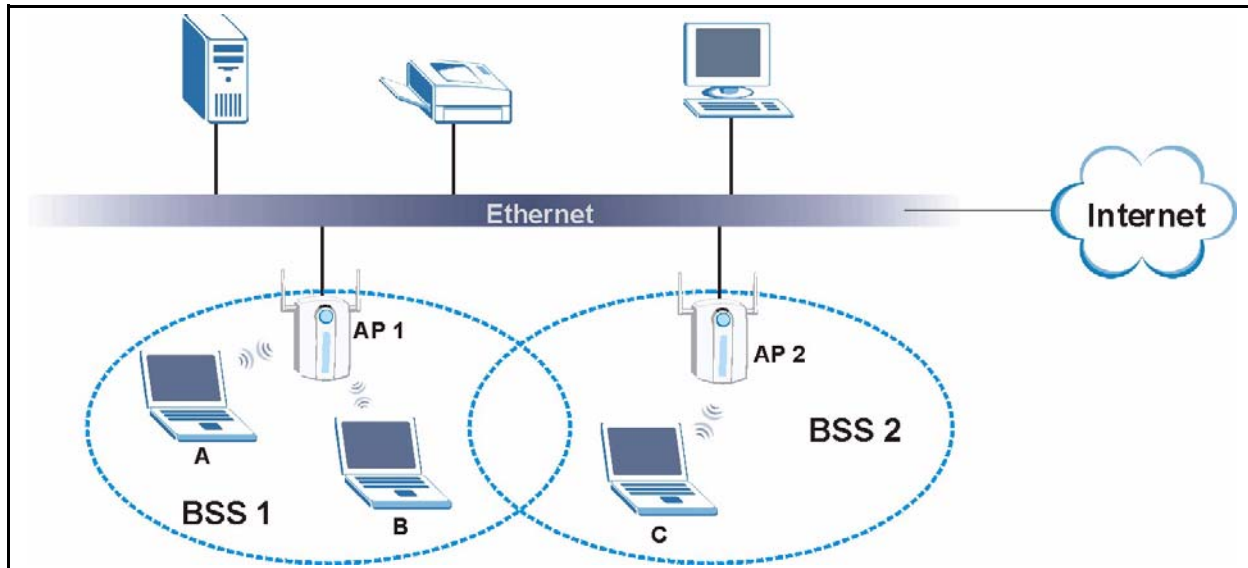 Ethernet
Internet
AP 1
AP 2
A
B
C
BSS 1
BSS 2